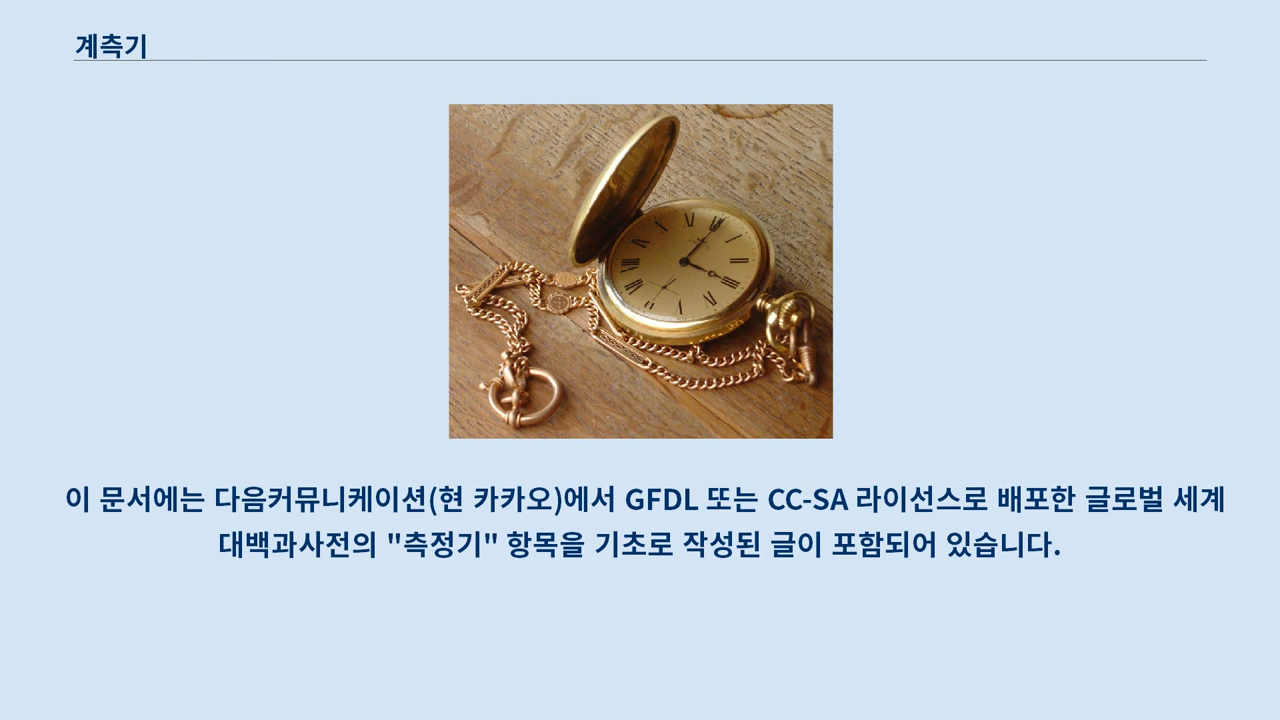 계측기
이 문서에는 다음커뮤니케이션(현 카카오)에서 GFDL 또는 CC-SA 라이선스로 배포한 글로벌 세계
대백과사전의 "측정기" 항목을 기초로 작성된 글이 포함되어 있습니다.